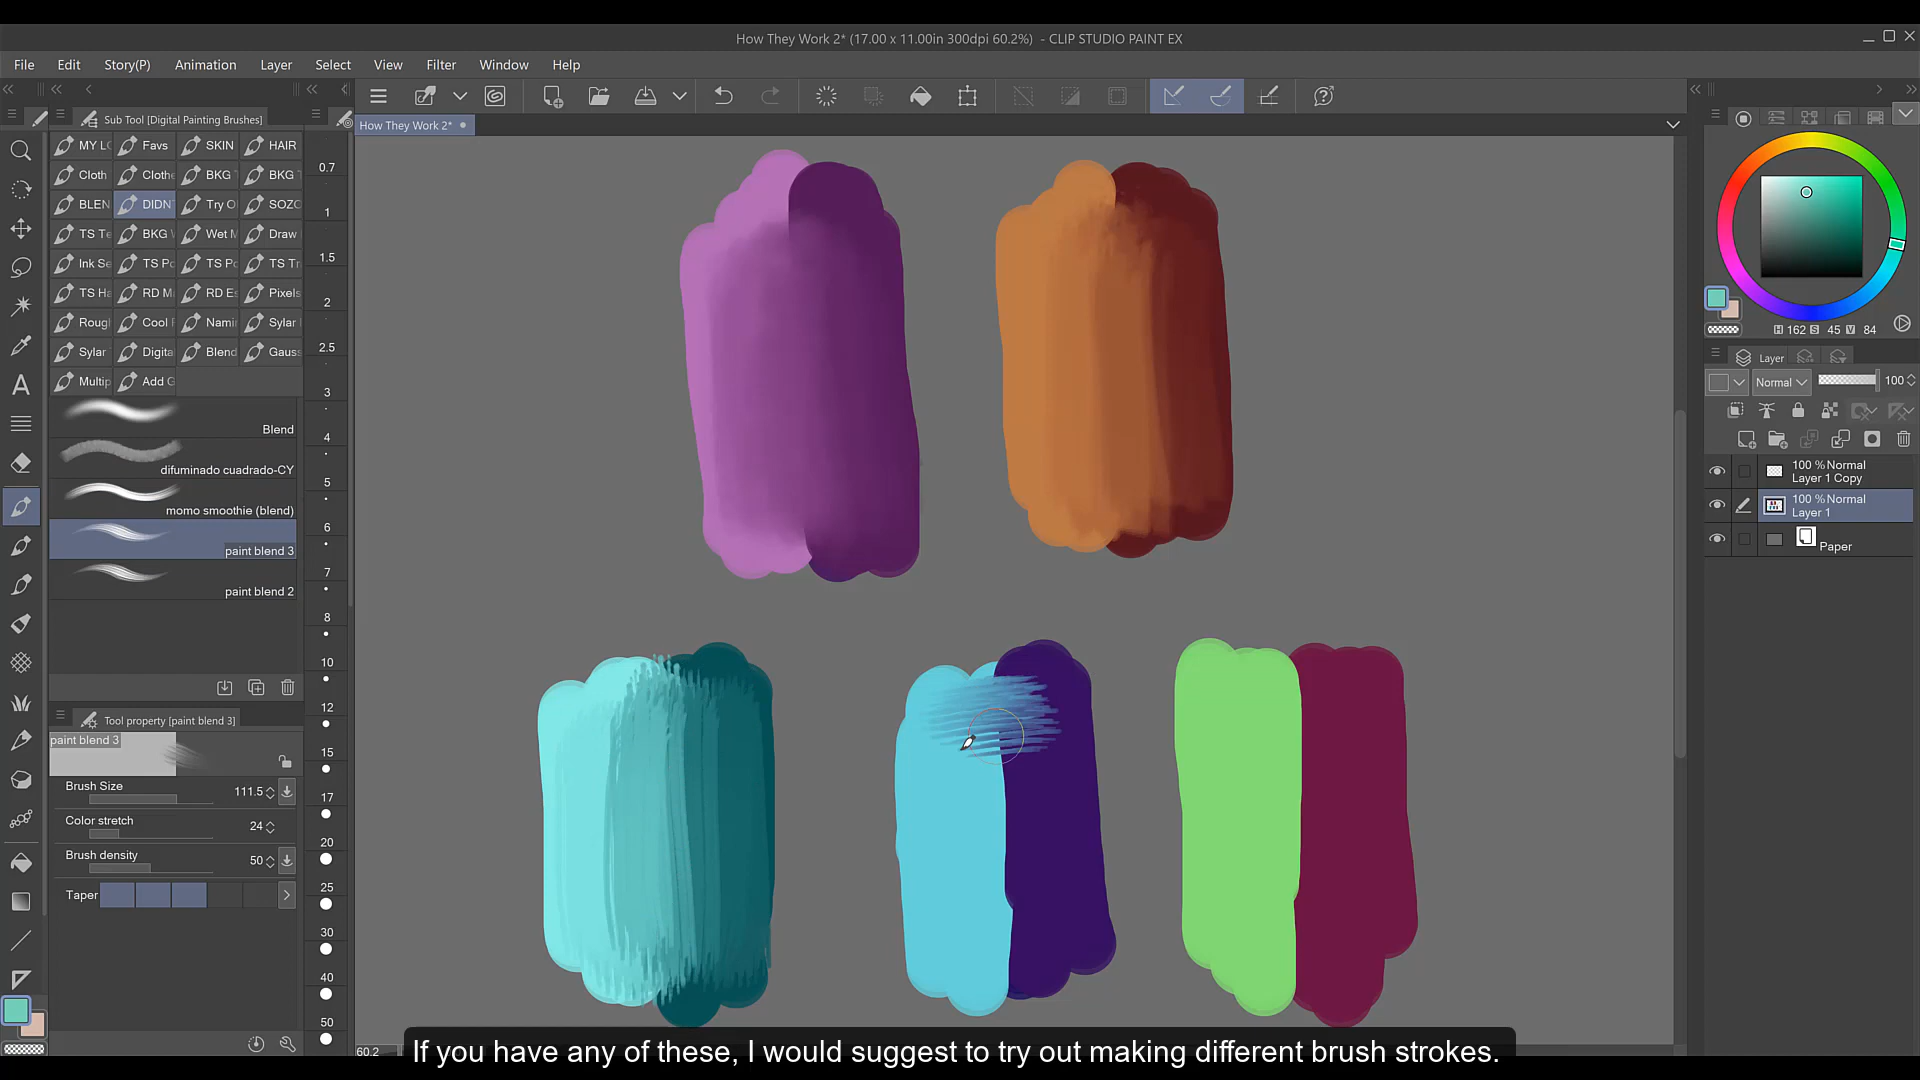 How They Work 2* (17.00 x 11.00in 300dpi 60.2%) - CLIP STUDIO PAINT EX
File Edit Story(P) Animation Layer Select View Filter Window Help
Sub Tool [Digital Painting Brushes]
How They Work 2*
MY LC Favs SKIN HAIR
Cloth Clothe BKG BKG
BLEN DIDN Try O SOZO
TS Te BKG W Wet M Draw
Ink Se TS Po TS Po TS Tr
TS Ha RD M RD Es Pixels
Roug Cool Nami Sylar
Sylar Digita Blend Gaus
Multip Add G
Blend
difuminado cuadrado-CY
momo smoothie (blend)
paint blend 3
paint blend 2
Tool property [paint blend 3]
paint blend 3
Brush Size 111.5
Color stretch 24
Brush density 50
Taper
0.7
1
1.5
2
2.5
3
4
5
6
7
8
10
12
15
17
20
25
30
40
50
60.2
H 162 S 45 V 84
Layer
Normal 100
100 % Normal
Layer 1 Copy
100 % Normal
Layer 1
Paper
If you have any of these, I would suggest to try out making different brush strokes.